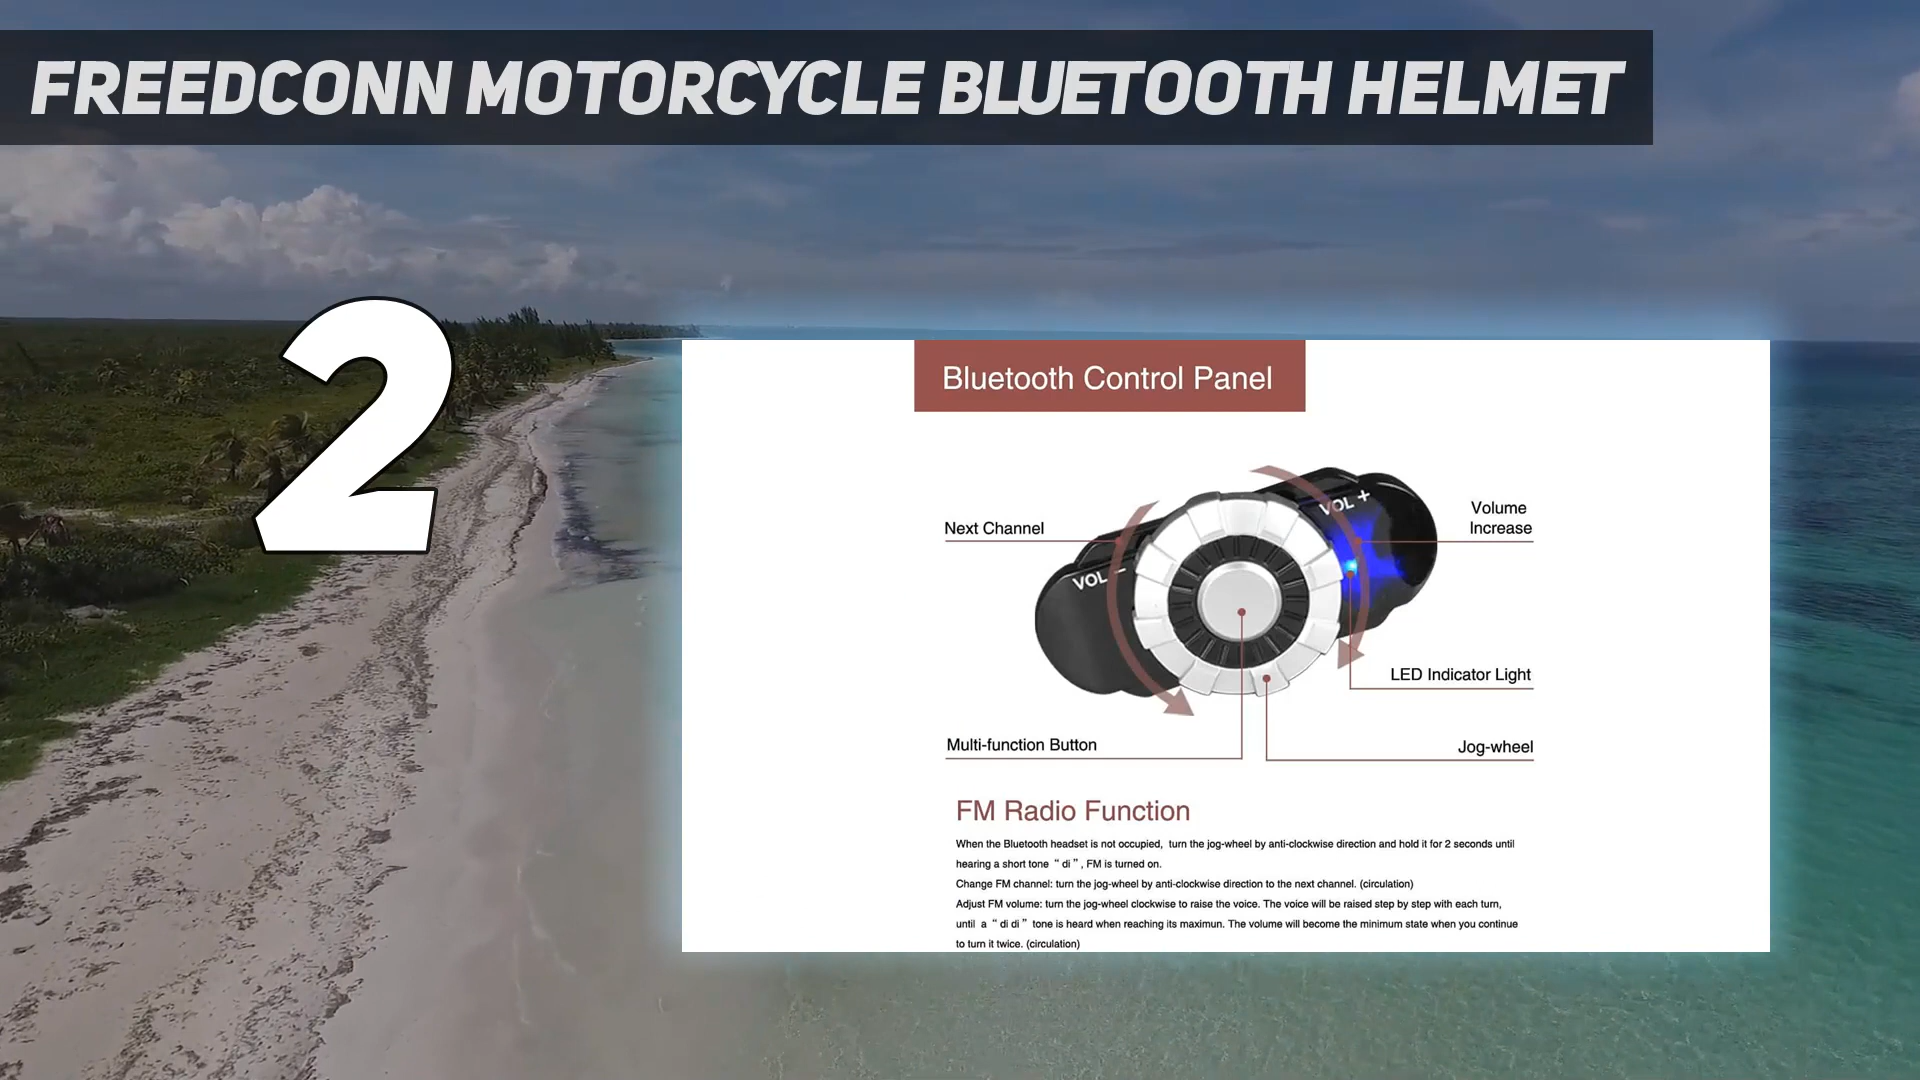 FREEDCONN MOTORCYCLE BLUETOOTH HELMET
2
Bluetooth Control Panel
VOL +
Volume
Increase
Next Channel
VOL -
LED Indicator Light
Multi-function Button
Jog-wheel
FM Radio Function
When the Bluetooth headset is not occupied, turn the jog-wheel by anti-clockwise direction and hold it for 2 seconds until
hearing a short tone “ di ”, FM is turned on.
Change FM channel: turn the jog-wheel by anti-clockwise direction to the next channel. (circulation)
Adjust FM volume: turn the jog-wheel clockwise to raise the voice. The voice will be raised step by step with each turn,
until a “ di di ” tone is heard when reaching its maximun. The volume will become the minimum state when you continue
to turn it twice. (circulation)